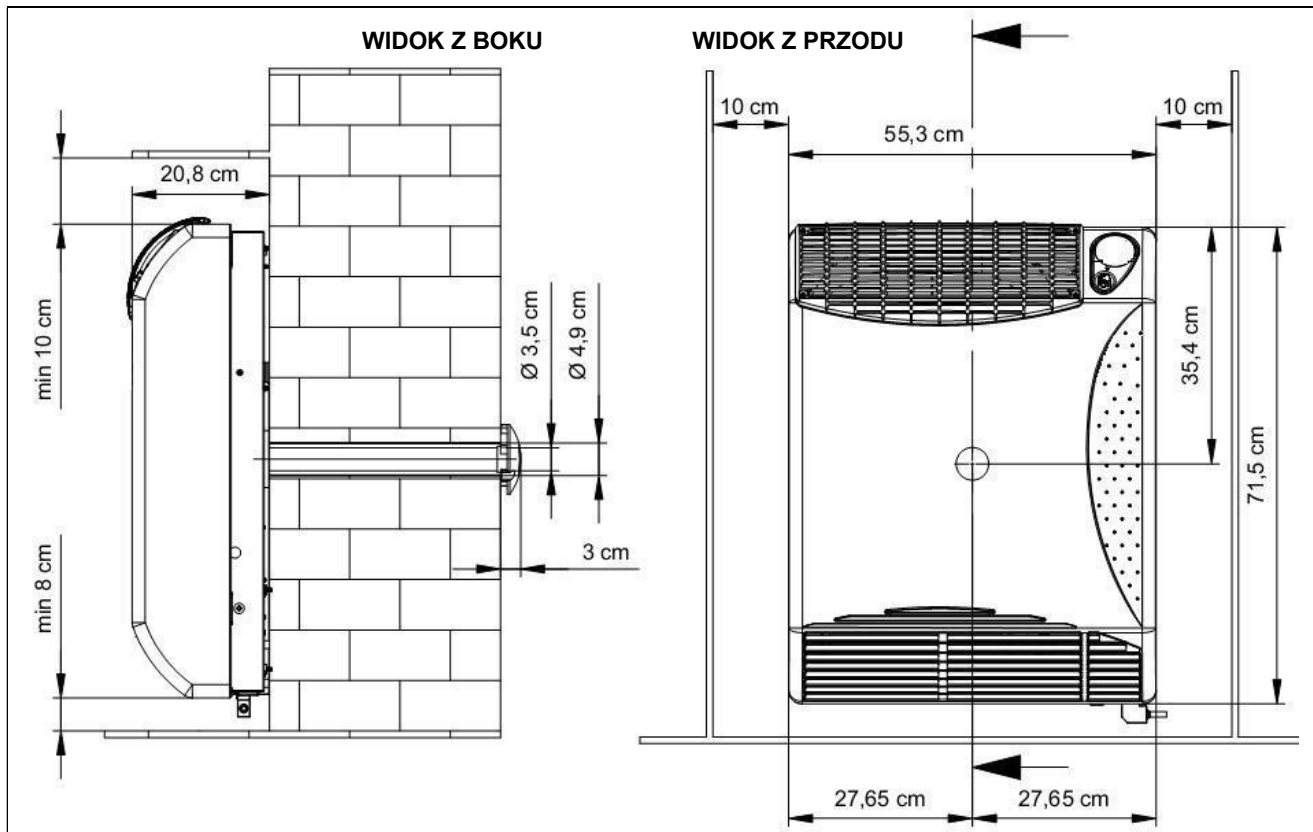 WIDOK Z BOKU
WIDOK Z PRZODU
20,8 cm
min 10 cm
min 8 cm
Ø 3,5 cm
Ø 4,9 cm
3 cm
10 cm
10 cm
55,3 cm
35,4 cm
71,5 cm
27,65 cm
27,65 cm